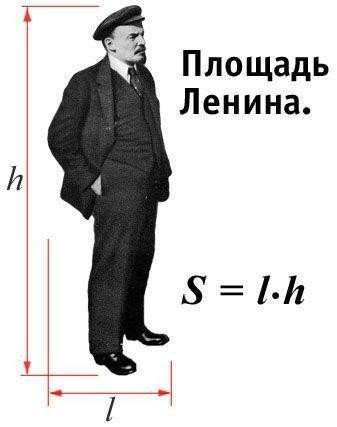 Площадь
Ленина.
h
S = l·h
l